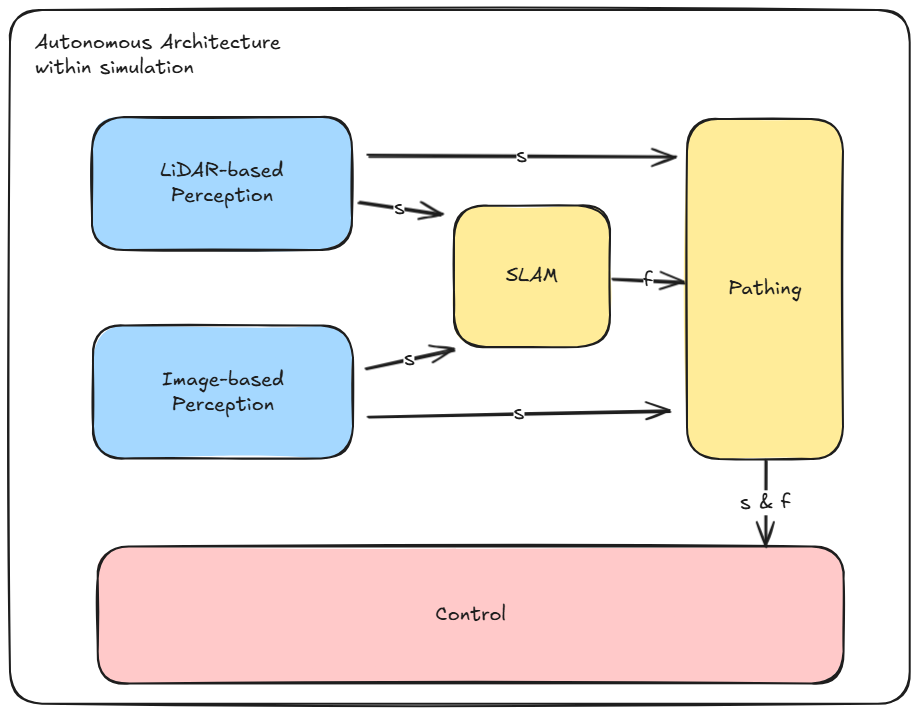 Autonomous Architecture
within simulation
LiDAR-based
Perception
s
s
SLAM
f
Pathing
Image-based
Perception
s
s
s & f
Control